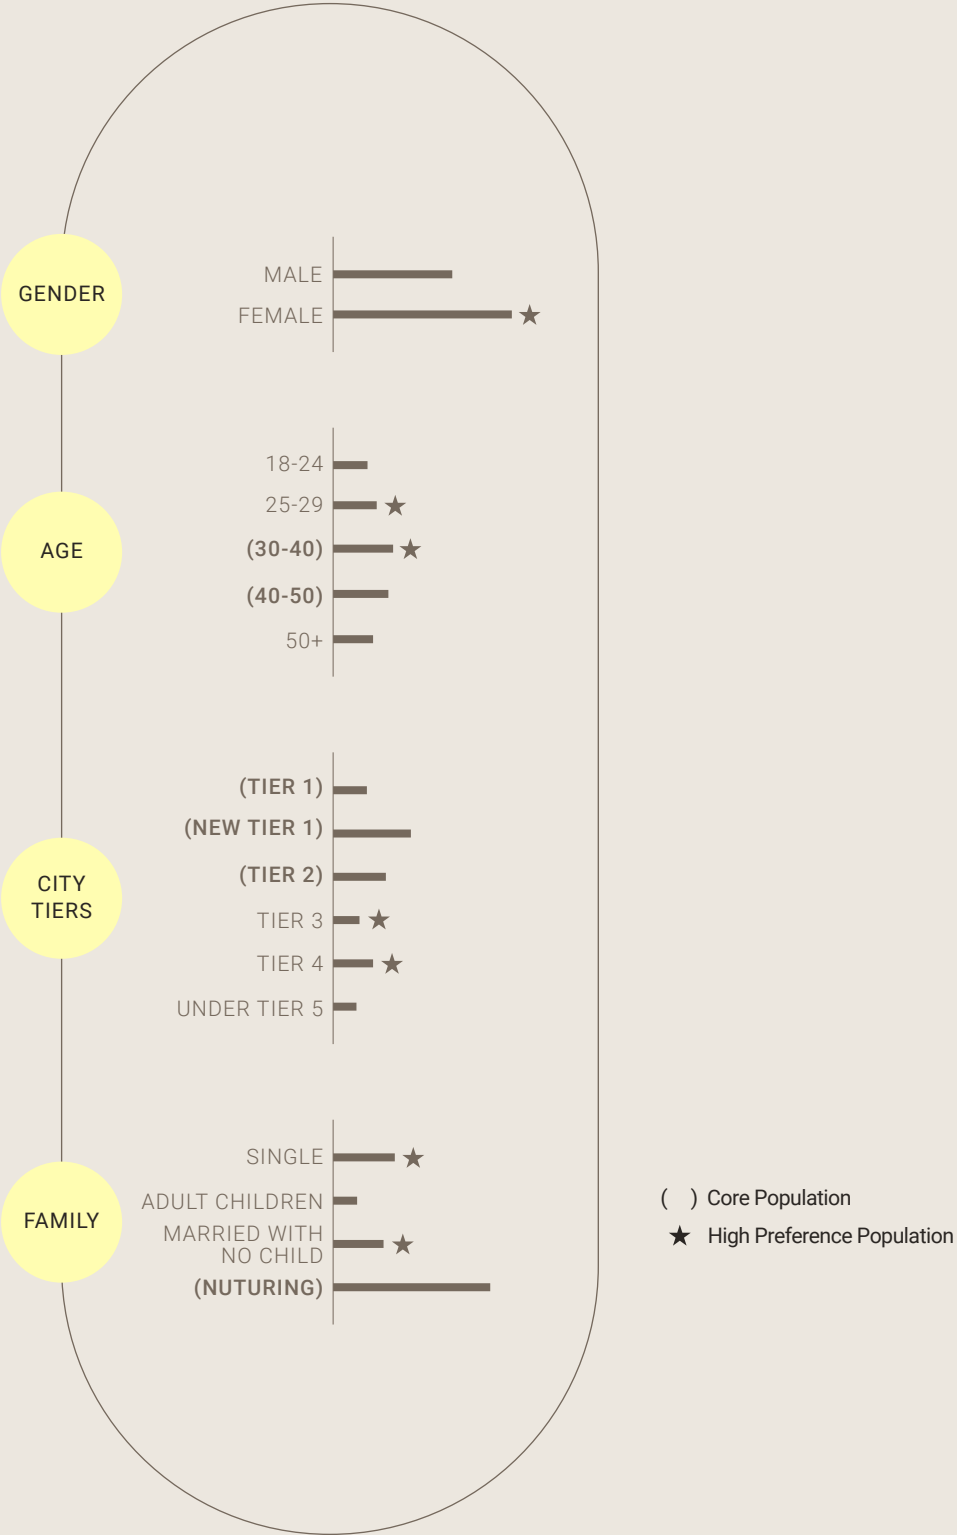 GENDER
MALE
FEMALE ★
AGE
18-24
25-29 ★
(30-40) ★
(40-50)
50+
CITY
TIERS
(TIER 1)
(NEW TIER 1)
(TIER 2)
TIER 3 ★
TIER 4 ★
UNDER TIER 5
FAMILY
SINGLE ★
ADULT CHILDREN
MARRIED WITH
NO CHILD ★
(NUTURING)
( ) Core Population
★ High Preference Population